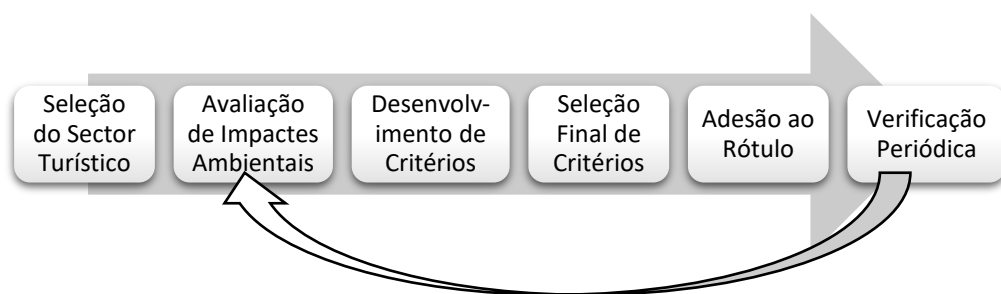 Seleção
do Sector
Turístico
Avaliação
de Impactes
Ambientais
Desenvolv-
imento de
Critérios
Seleção
Final de
Critérios
Adesão ao
Rótulo
Verificação
Periódica